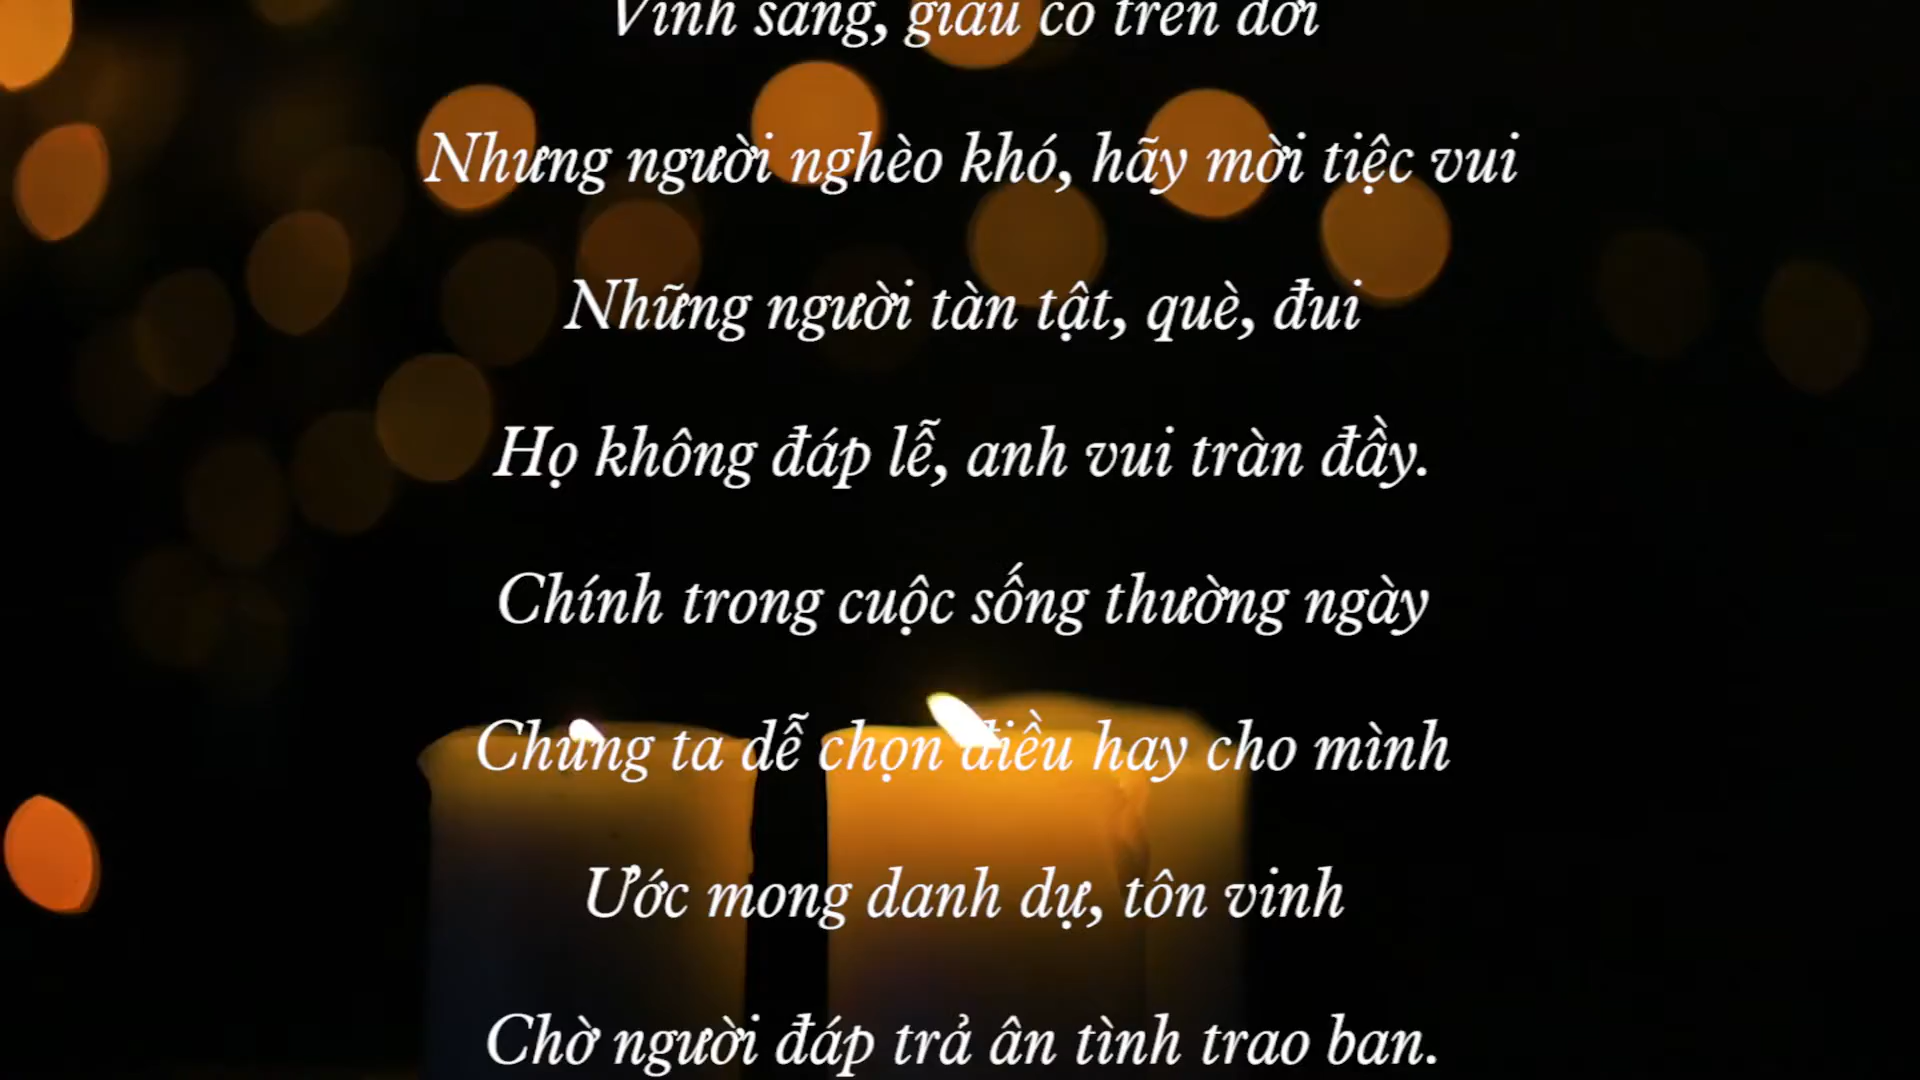 Vinh sang, giàu có trên đời
Nhưng người nghèo khó, hãy mời tiệc vui
Những người tàn tật, què, đui
Họ không đáp lễ, anh vui tràn đầy.
Chính trong cuộc sống thường ngày
Chúng ta dễ chọn điều hay cho mình
Ước mong danh dự, tôn vinh
Chờ người đáp trả ân tình trao ban.